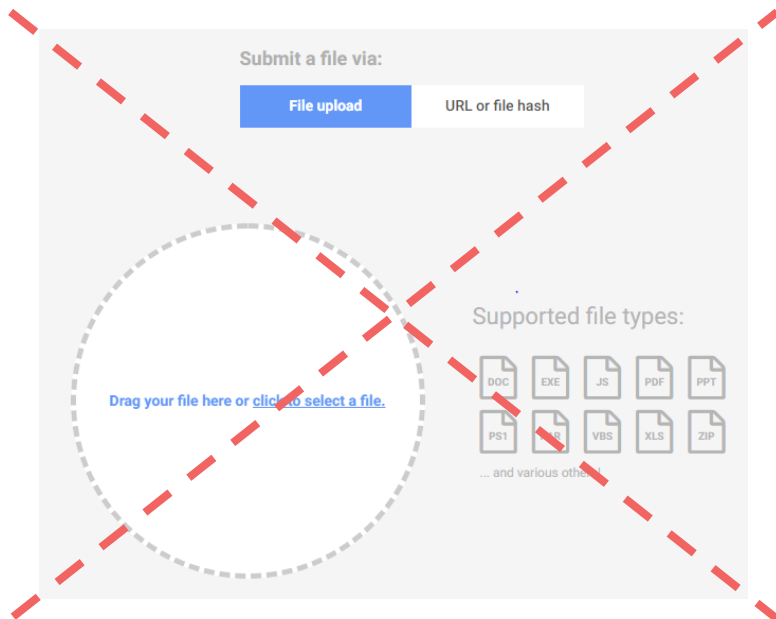 Submit a file via:
File upload
URL or file hash
Supported file types:
Drag your file here or click to select a file.
DOC EXE JS PDF PPT
PS1 VBS XLS ZIP
... and various